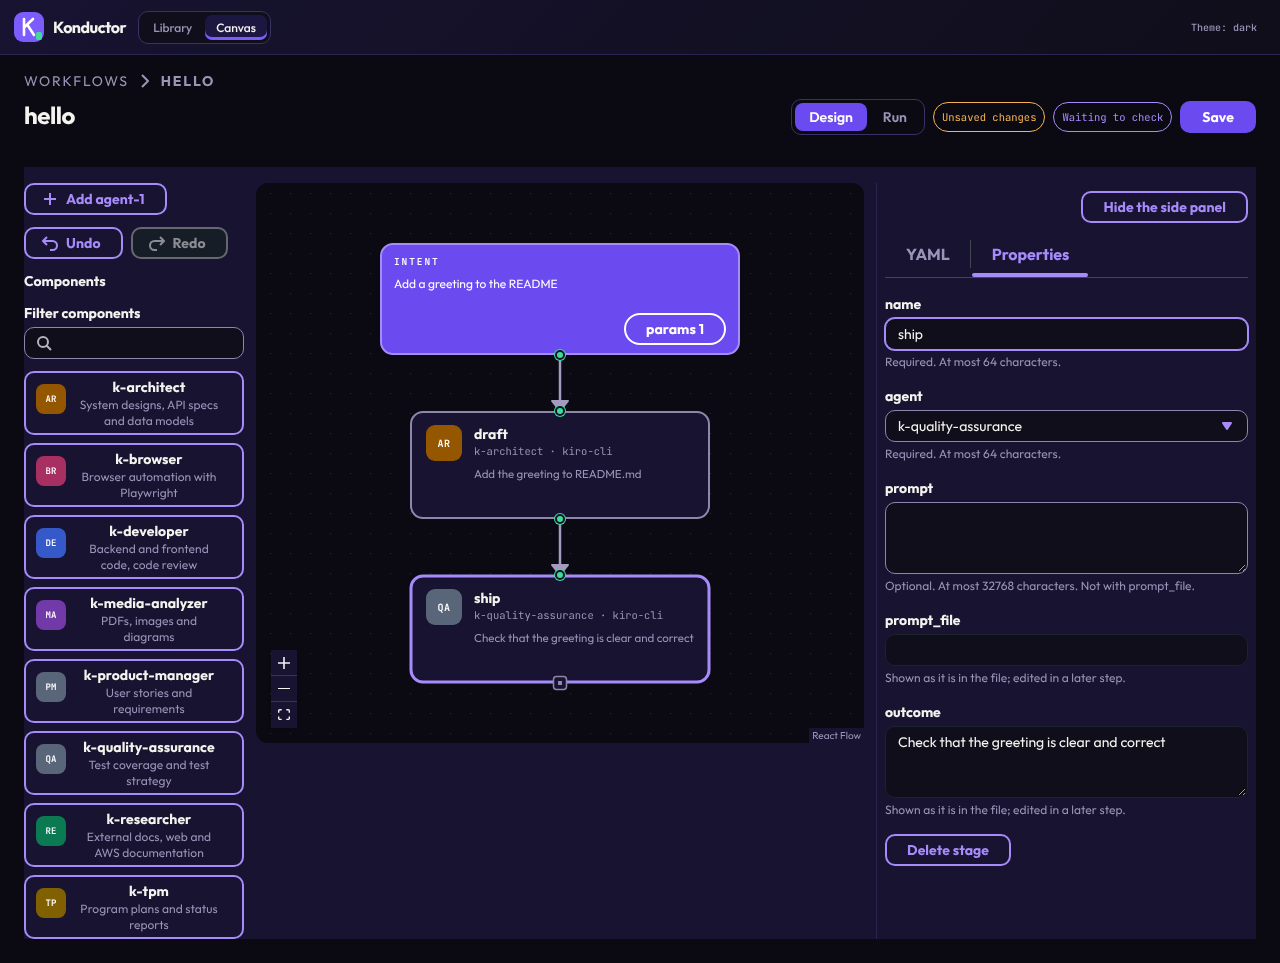 Konductor
Library
Canvas
Theme: dark
WORKFLOWS > HELLO
hello
Design
Run
Unsaved changes
Waiting to check
Save
Add agent-1
Undo
Redo
Components
Filter components
AR
k-architect
System designs, API specs
and data models
BR
k-browser
Browser automation with
Playwright
DE
k-developer
Backend and frontend
code, code review
MA
k-media-analyzer
PDFs, images and
diagrams
PM
k-product-manager
User stories and
requirements
QA
k-quality-assurance
Test coverage and test
strategy
RE
k-researcher
External docs, web and
AWS documentation
TP
k-tpm
Program plans and status
reports
INTENT
Add a greeting to the README
params 1
AR
draft
k-architect · kiro-cli
Add the greeting to README.md
QA
ship
k-quality-assurance · kiro-cli
Check that the greeting is clear and correct
React Flow
Hide the side panel
YAML
Properties
name
ship
Required. At most 64 characters.
agent
k-quality-assurance
Required. At most 64 characters.
prompt
Optional. At most 32768 characters. Not with prompt_file.
prompt_file
Shown as it is in the file; edited in a later step.
outcome
Check that the greeting is clear and correct
Shown as it is in the file; edited in a later step.
Delete stage